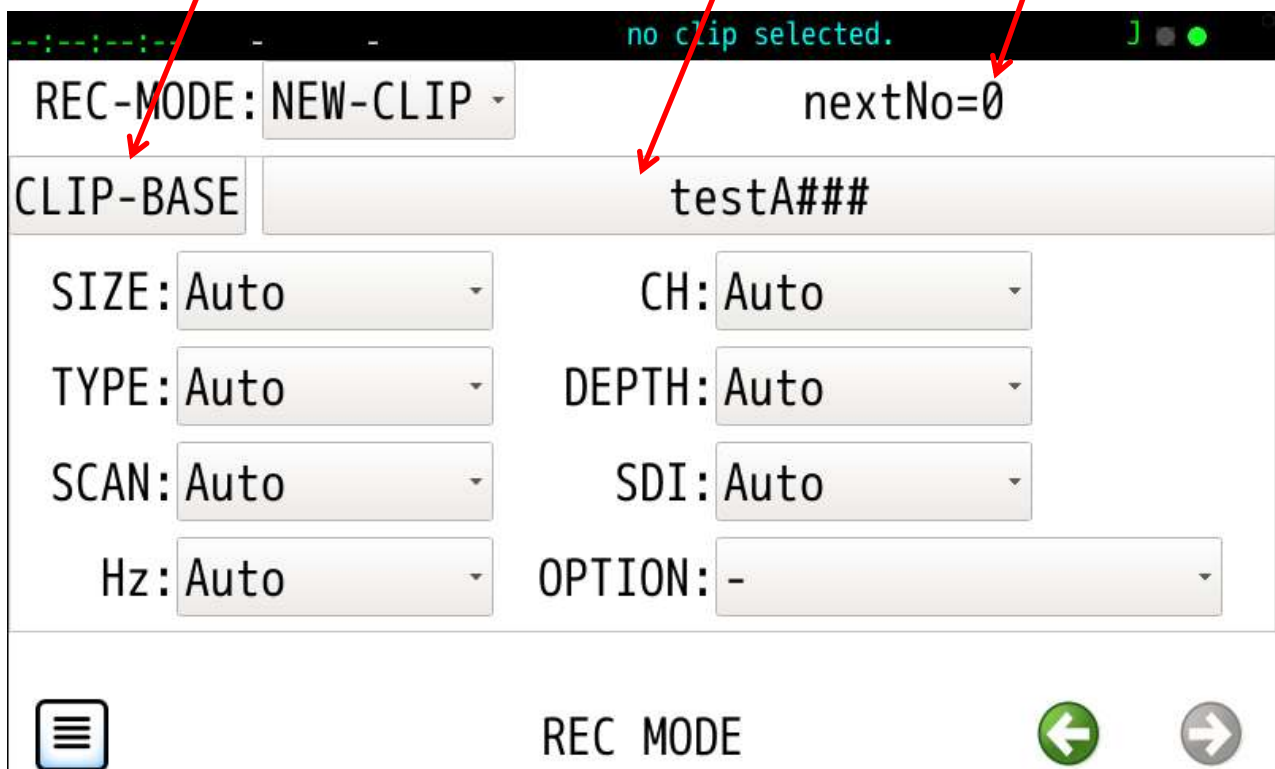 --:--:--:-- - - no clip selected. J
REC-MODE: NEW-CLIP nextNo=0
CLIP-BASE testA###
SIZE: Auto CH: Auto
TYPE: Auto DEPTH: Auto
SCAN: Auto SDI: Auto
Hz: Auto OPTION: -
REC MODE